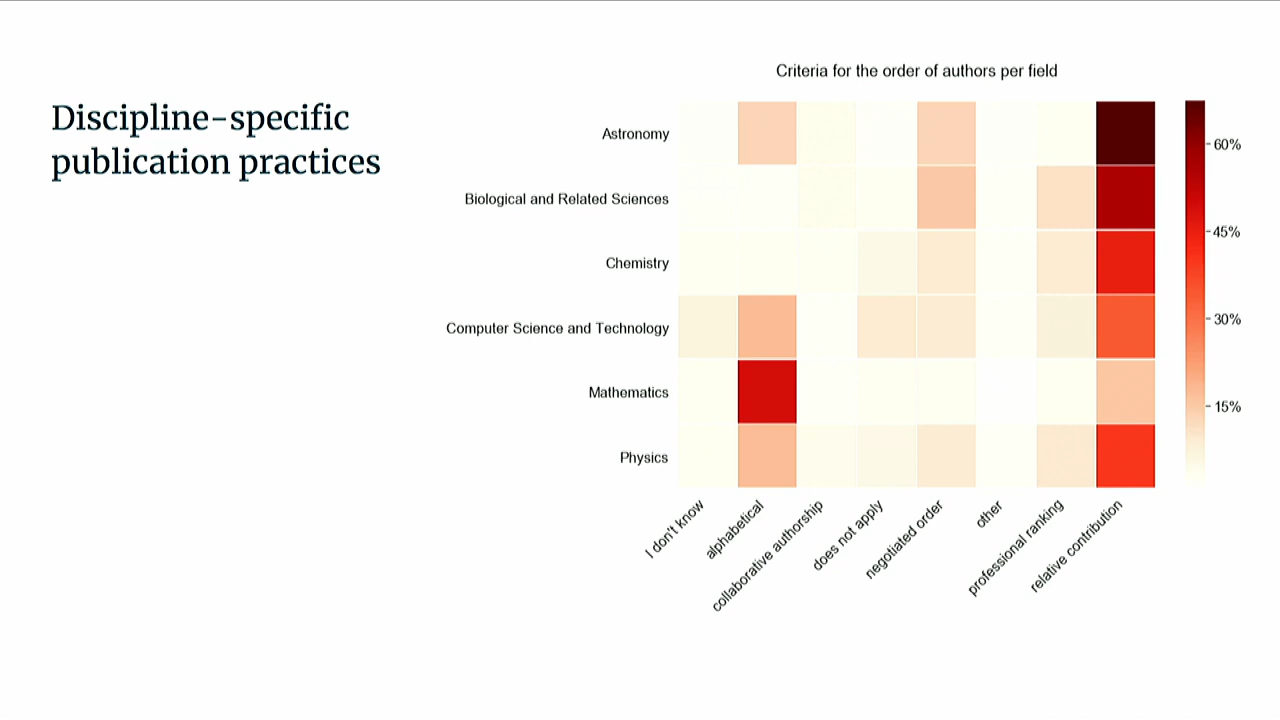 Discipline-specific
publication practices
Criteria for the order of authors per field
Astronomy
Biological and Related Sciences
Chemistry
Computer Science and Technology
Mathematics
Physics
I don't know
alphabetical
collaborative authorship
does not apply
negotiated order
other
professional ranking
relative contribution
60%
45%
30%
15%